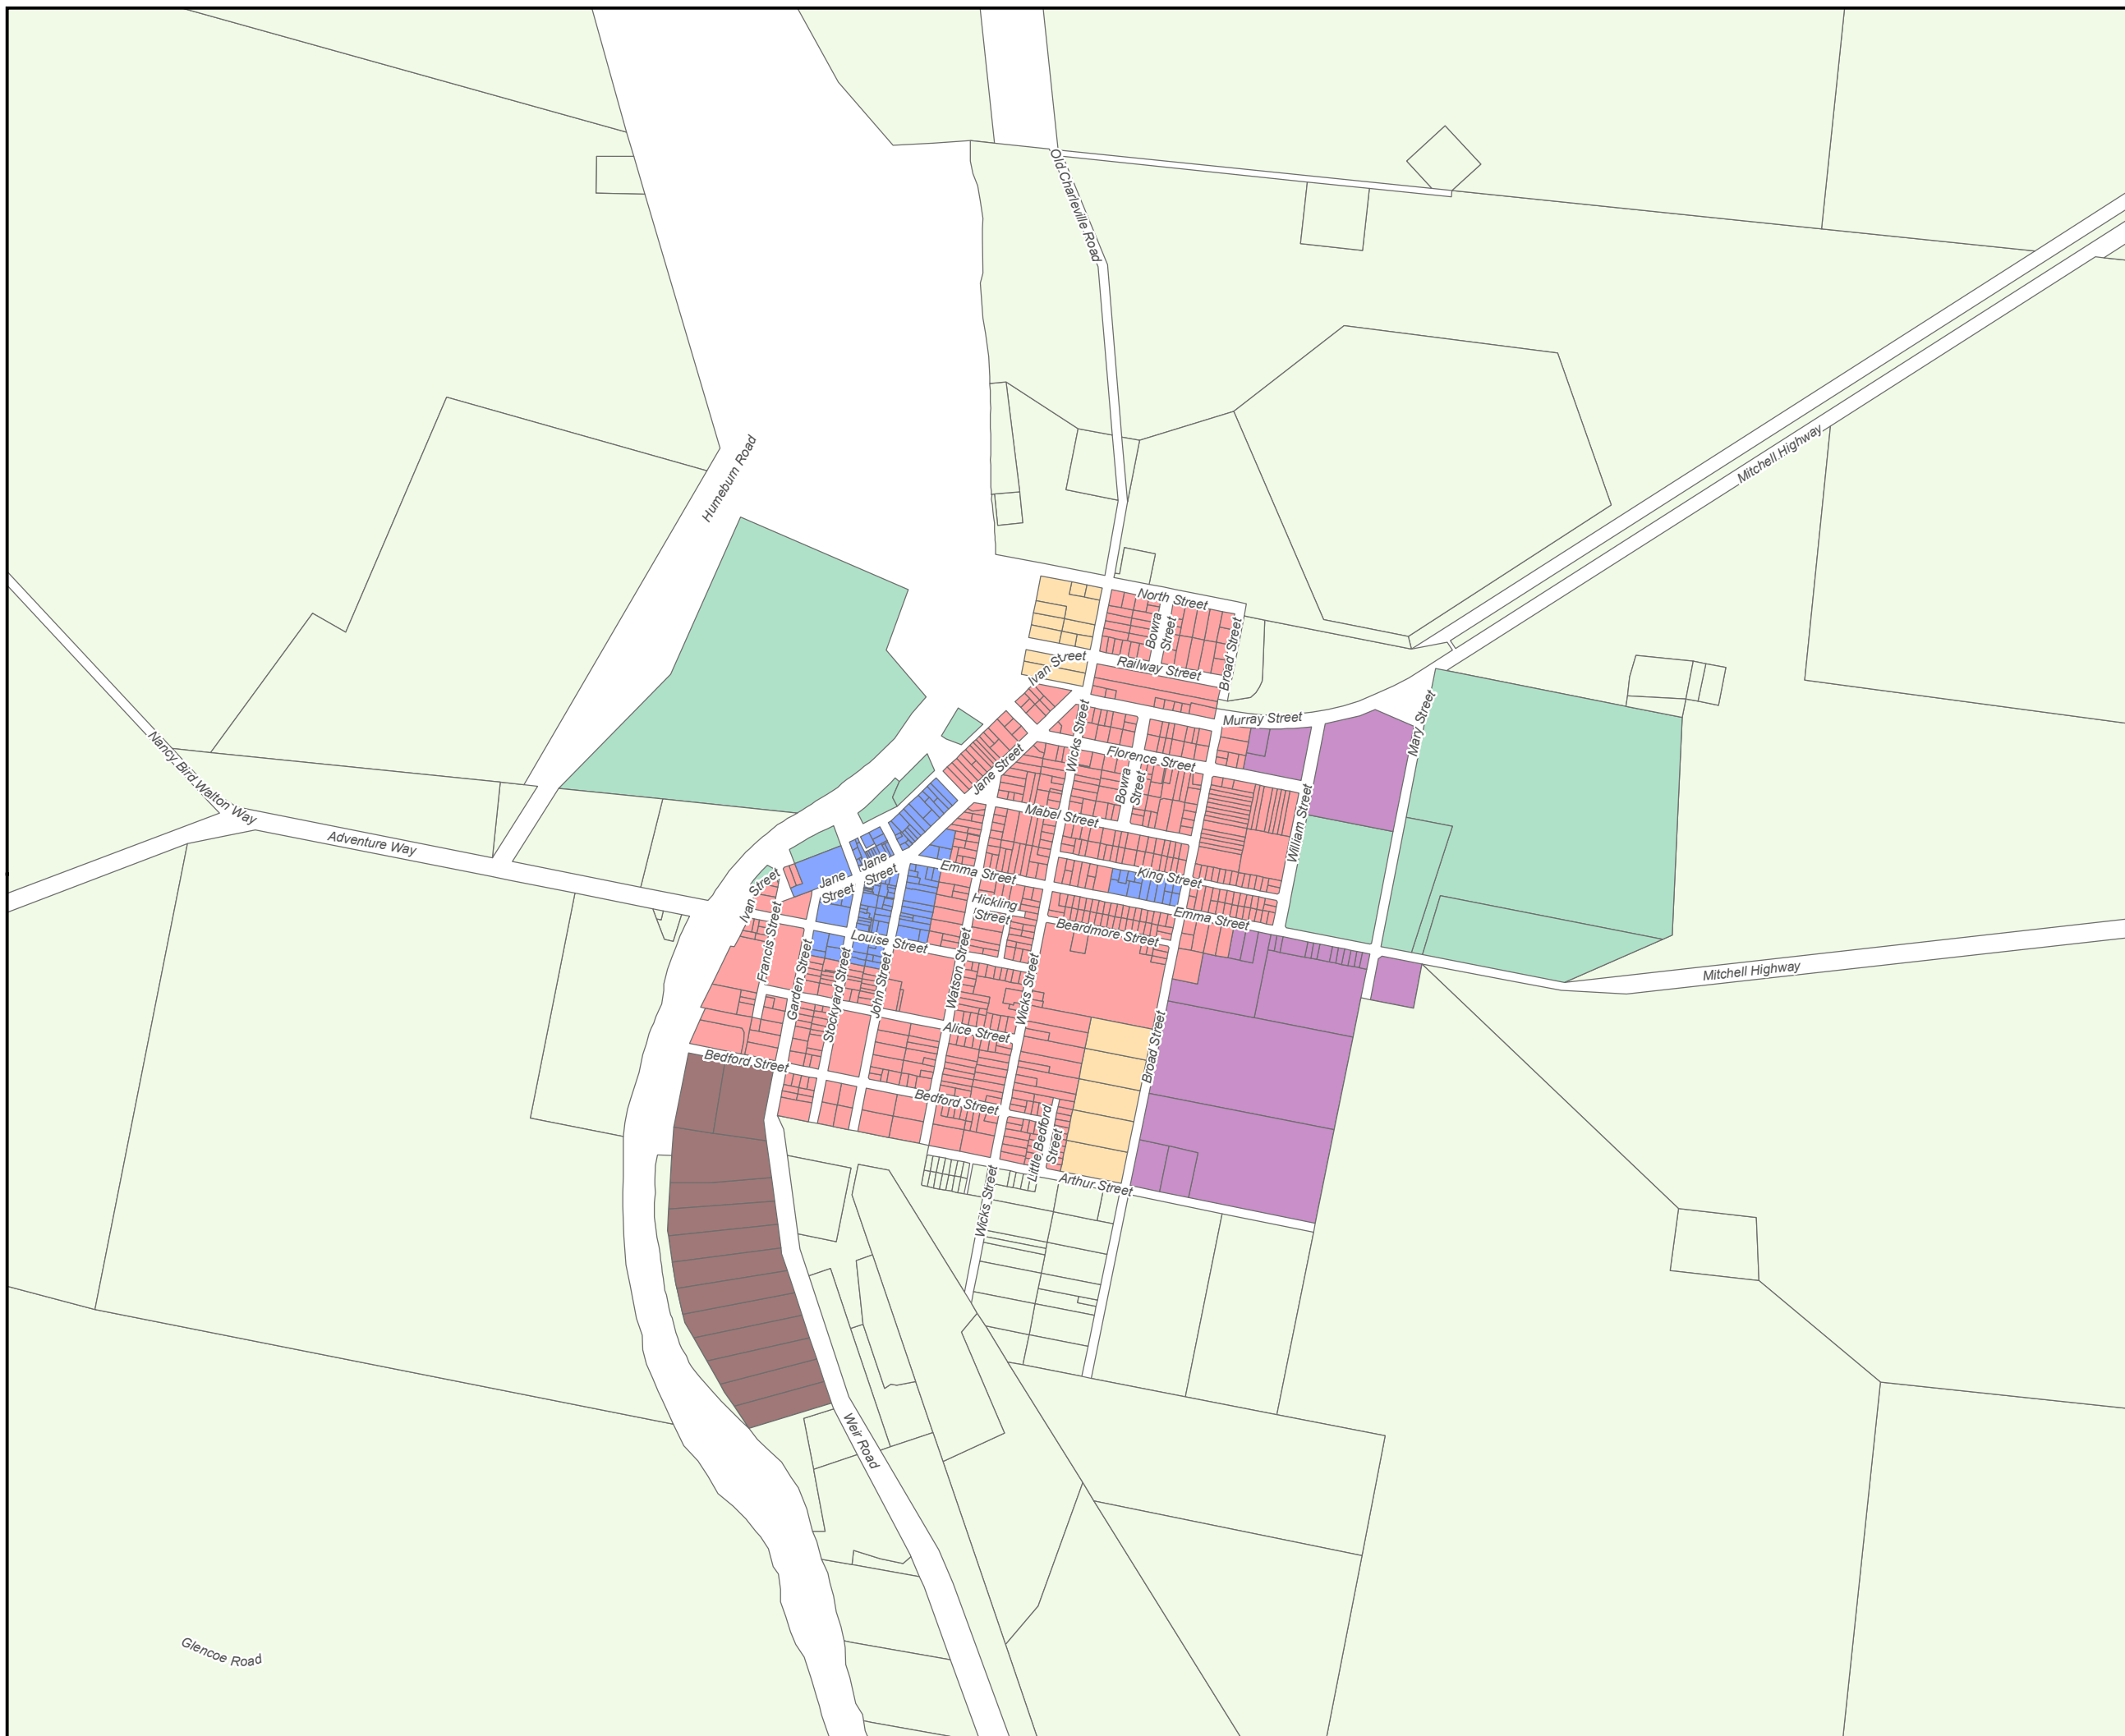 Old Charleville Road
Mitchell Highway
Humeburn Road
North Street
Bowra
Street
Broad Street
Ivan Street
Railway Street
Murray Street
Mary Street
Wicks Street
Florence Street
Jane Street
Bowra
Street
Nancy Bird Walton Way
Mabel Street
William Street
Adventure Way
Jane
Street
Jane
Street
Emma Street
King Street
Ivan Street
Hickling
Street
Emma Street
Beardmore Street
Francis Street
Louise Street
Watson Street
Mitchell Highway
Garden Street
Stockyard Street
John Street
Wicks Street
Alice Street
Broad Street
Bedford Street
Bedford Street
Little Bedford
Street
Arthur Street
Wicks Street
Weir Road
Glencoe Road